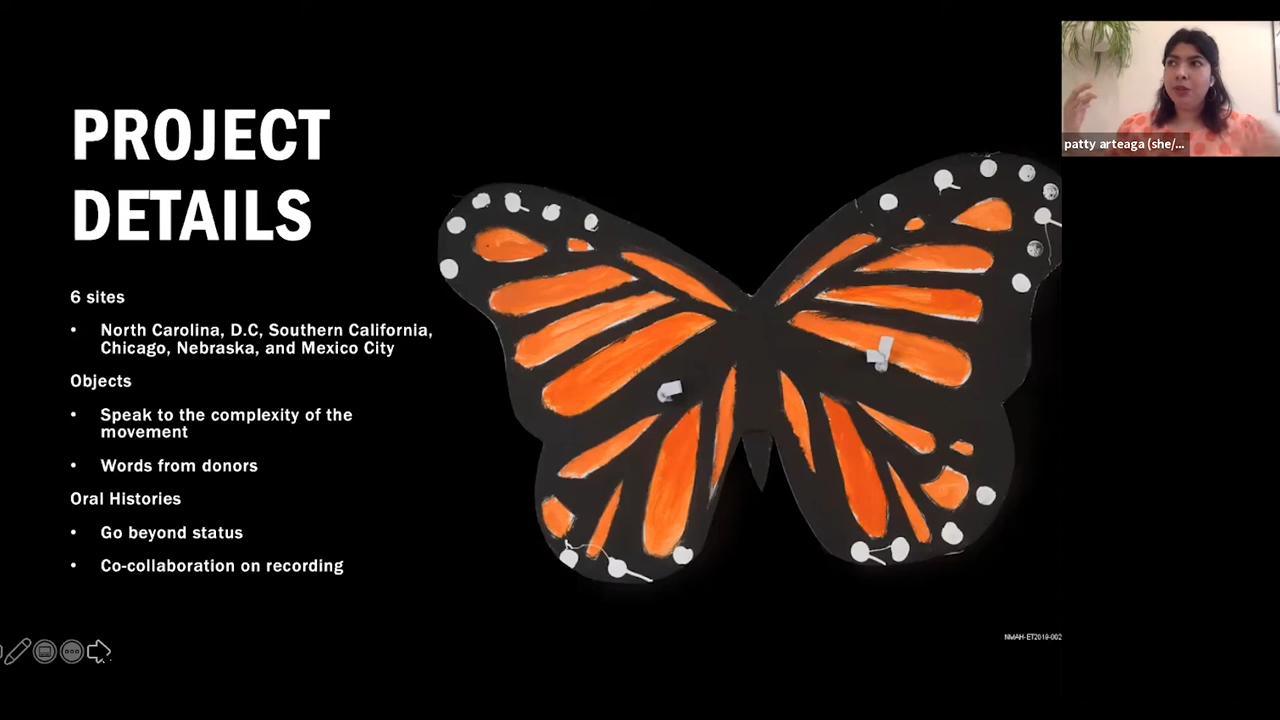 PROJECT
DETAILS
6 sites
• North Carolina, D.C, Southern California,
Chicago, Nebraska, and Mexico City
Objects
• Speak to the complexity of the
movement
• Words from donors
Oral Histories
• Go beyond status
• Co-collaboration on recording
patty arteaga (she/...
NMAH-ET2019-002